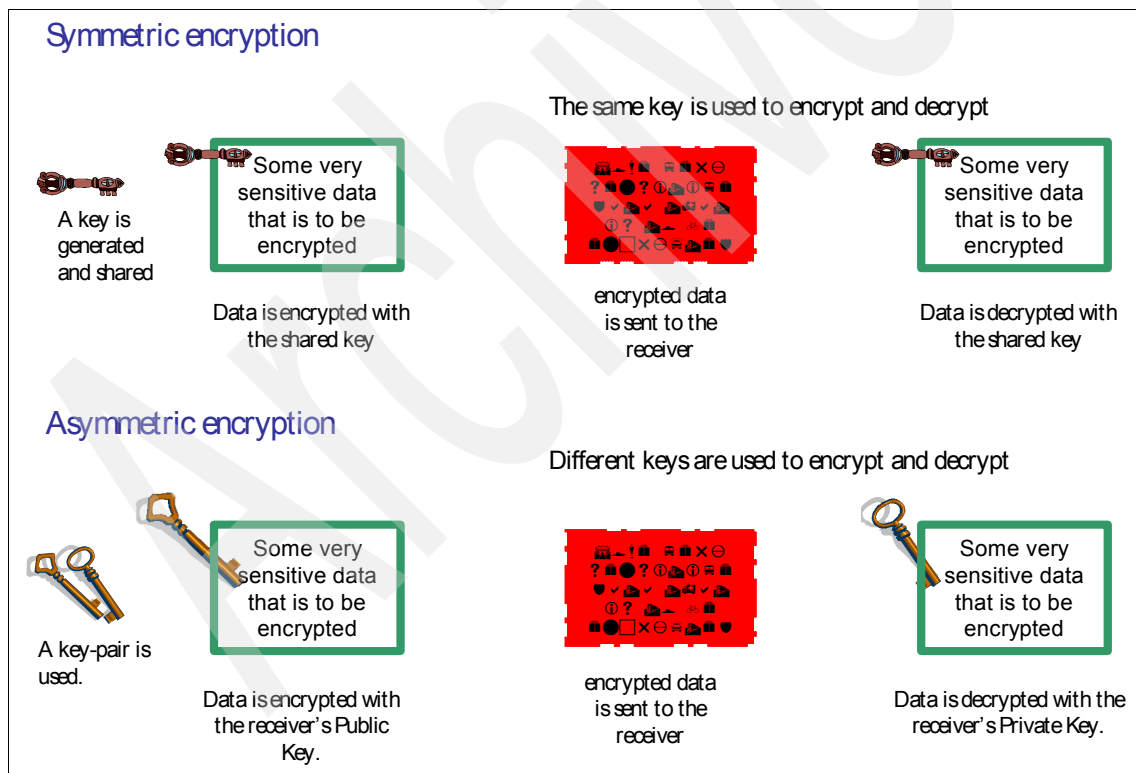 Symmetric encryption
The same key is used to encrypt and decrypt
A key is
generated
and shared
Some very
sensitive data
that is to be
encrypted
Data is encrypted with
the shared key
encrypted data
is sent to the
receiver
Some very
sensitive data
that is to be
encrypted
Data is decrypted with
the shared key
Asymmetric encryption
Different keys are used to encrypt and decrypt
A key-pair is
used.
Some very
sensitive data
that is to be
encrypted
Data is encrypted with
the receiver's Public
Key.
encrypted data
is sent to the
receiver
Some very
sensitive data
that is to be
encrypted
Data is decrypted with the
receiver's Private Key.